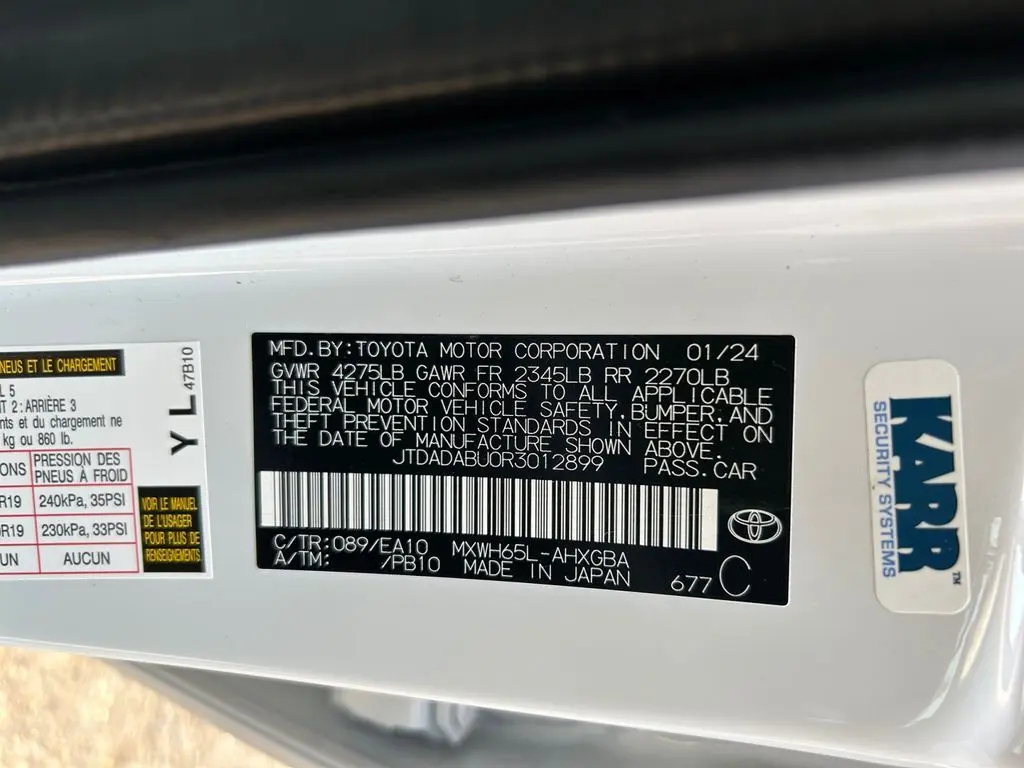 NEUS ET LE CHARGEMENT
L 5
T 2: ARRIÈRE 3
nts et du chargement ne
kg ou 860 lb.
ONS PRESSION DES PNEUS À FROID
R19 240kPa, 35PSI
0R19 230kPa, 33PSI
UN AUCUN
Y L 47B10
VOIR LE MANUEL
DE L'USAGER
POUR PLUS DE
RENSEIGNEMENTS
MFD.BY:TOYOTA MOTOR CORPORATION 01/24
GVWR 4275LB GAWR FR 2345LB RR 2270LB
THIS VEHICLE CONFORMS TO ALL APPLICABLE
FEDERAL MOTOR VEHICLE SAFETY, BUMPER, AND
THEFT PREVENTION STANDARDS IN EFFECT ON
THE DATE OF MANUFACTURE SHOWN ABOVE.
JTDADABU0R3012899 PASS.CAR
C/TR:089/EA10 MXWH65L-AHXGBA
A/TM: /PB10 MADE IN JAPAN 677 C
KARR
SECURITY SYSTEMS
TM